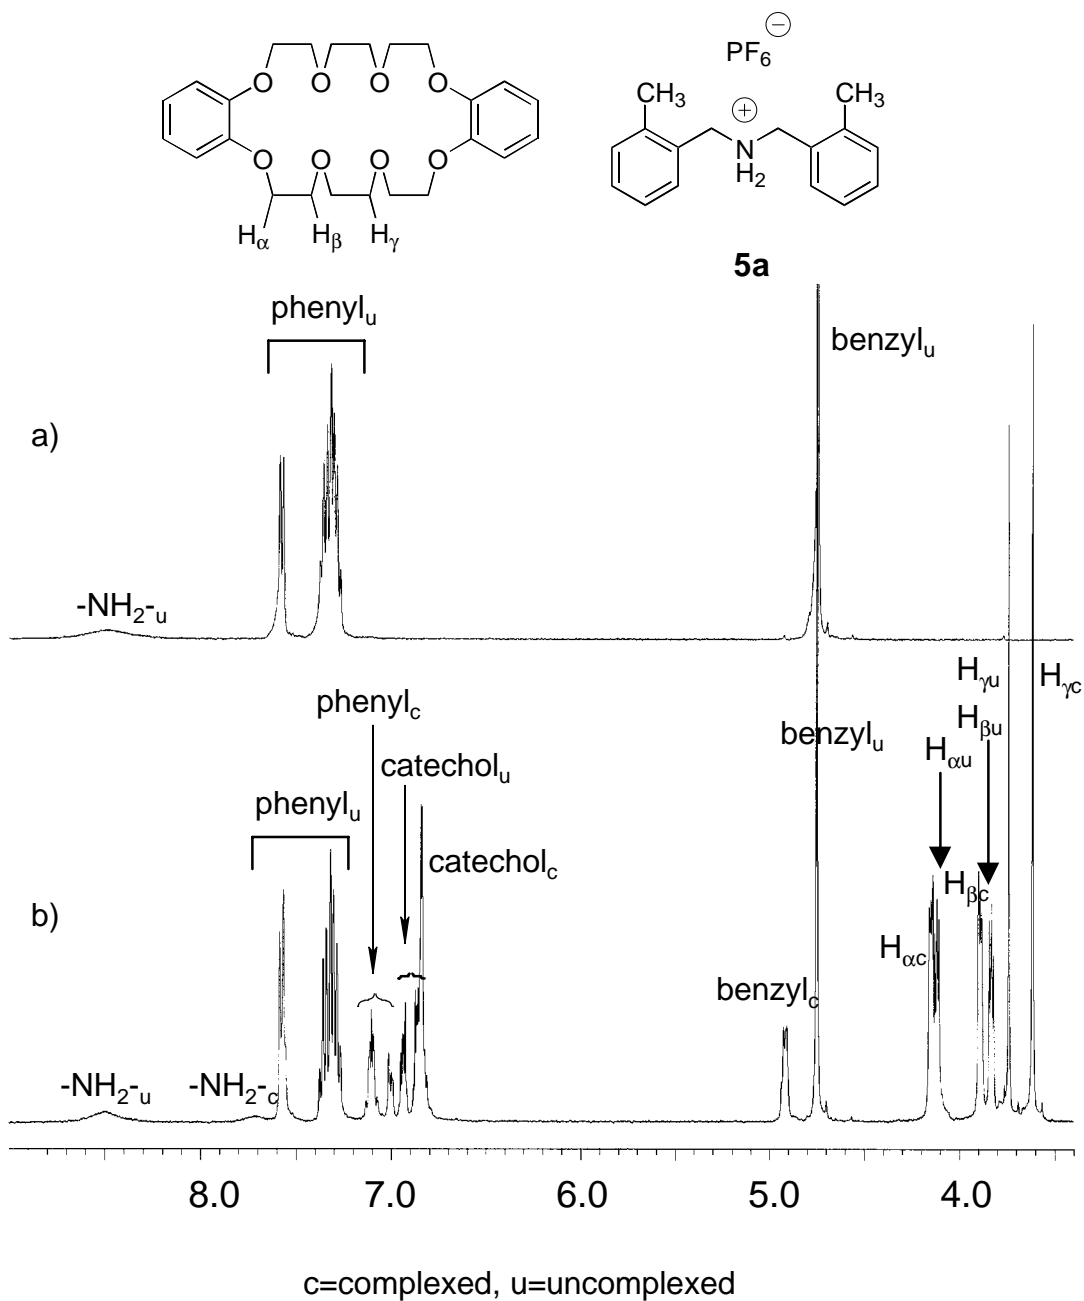 PF6⊖
CH3 CH3
⊕
O O O O N
H2
O O O O
Hα Hβ Hγ
5a
phenylu
benzylu
a)
-NH2-u
Hγu Hγc
phenylc
Hβu
benzylu Hαu
catecholu
phenylu
catecholc
Hβc
b)
Hαc
benzylc
-NH2-u -NH2-c
8.0 7.0 6.0 5.0 4.0
c=complexed, u=uncomplexed